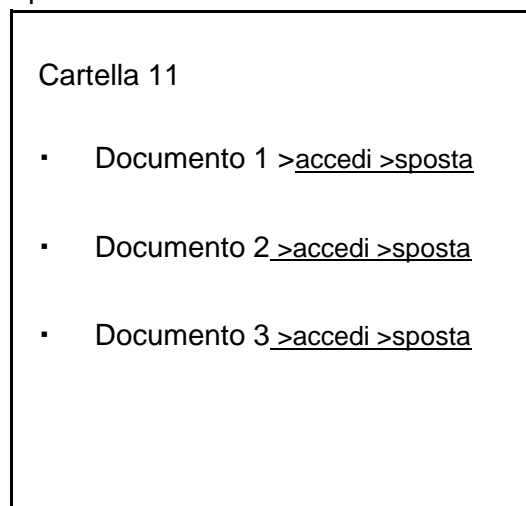 Cartella 11
▪ Documento 1 >accedi >sposta
▪ Documento 2 >accedi >sposta
▪ Documento 3 >accedi >sposta